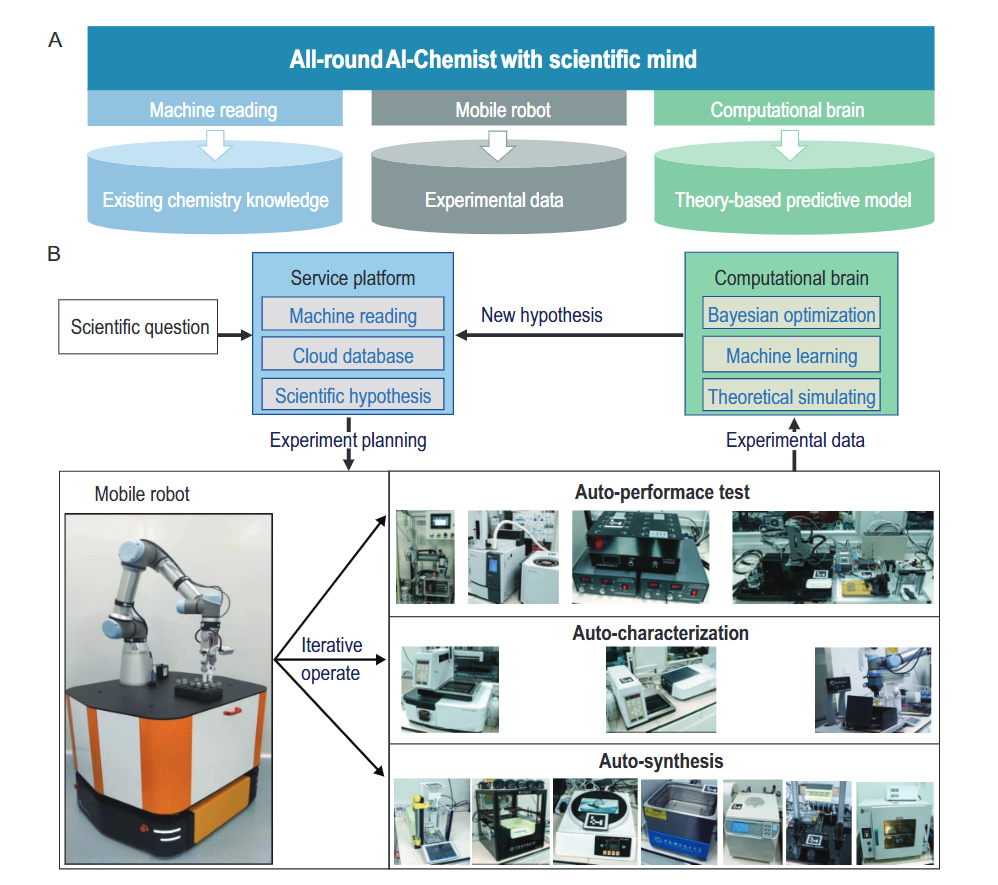 A
All-round AI-Chemist with scientific mind
Machine reading
Mobile robot
Computational brain
Existing chemistry knowledge
Experimental data
Theory-based predictive model
B
Service platform
Machine reading
Cloud database
Scientific hypothesis
Scientific question
New hypothesis
Computational brain
Bayesian optimization
Machine learning
Theoretical simulating
Experiment planning
Experimental data
Mobile robot
Iterative
operate
Auto-performace test
Auto-characterization
Auto-synthesis